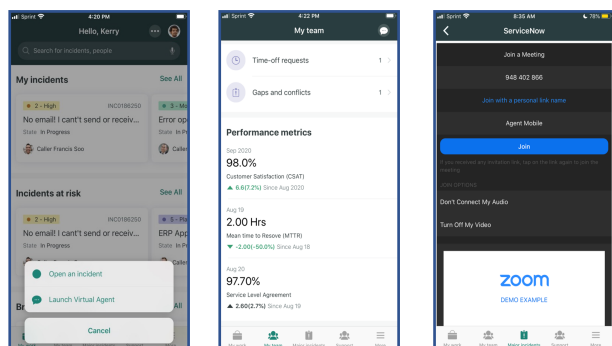 Sprint
4:20 PM
Hello, Kerry
Search for incidents, people
My incidents
See All
2 - High
INC0186250
3 - Mo
No email! I can't send or receiv...
Error op
State In Progress
State In Pr
Caller Francis Soo
Caller
Incidents at risk
See All
2 - High
INC0186250
5 - Pla
No email! I can't send or receiv...
ERP App
State In Progress
State In Pr
Caller
Open an incident
Launch Virtual Agent
Br
All
Cancel
Sprint
4:22 PM
My team
Time-off requests
1
Gaps and conflicts
1
Performance metrics
Sep 2020
98.0%
Customer Satisfaction (CSAT)
▲ 6.6(7.2%) Since Aug 2020
Aug 19
2.00 Hrs
Mean time to Resove (MTTR)
▼ -2.00(-50.0%) Since Aug 18
Aug 20
97.70%
Service Level Agreement
▲ 2.60(2.7%) Since Aug 19
My work
My team
Major incidents
Support
More
Sprint
8:35 AM
78%
ServiceNow
Join a Meeting
948 402 866
Join with a personal link name
Agent Mobile
Join
If you received any invitation link, tap on the link again to join the
meeting
JOIN OPTIONS
Don't Connect My Audio
Turn Off My Video
zoom
DEMO EXAMPLE
My work
My team
Major incidents
Support
More